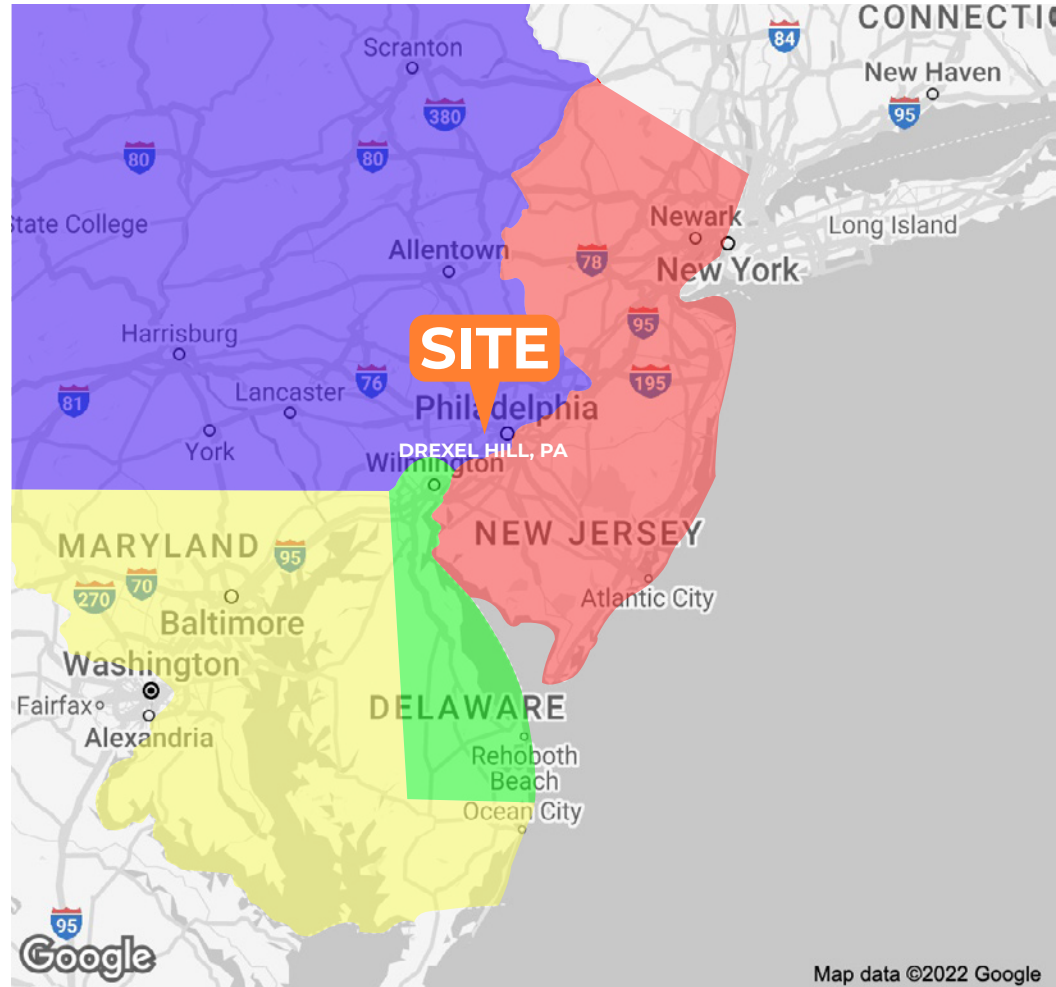 CONNECTI
Scranton
84
New Haven
380
95
80
80
State College
Newark
Long Island
Allentown
78
New York
Harrisburg
SITE
95
76
195
Lancaster
81
Philadelphia
York
DREXEL HILL, PA
Wilmington
MARYLAND
95
NEW JERSEY
70
270
Baltimore
Atlantic City
Washington
Fairfax
DELAWARE
Alexandria
Rehoboth
Beach
Ocean City
95
Google
Map data ©2022 Google